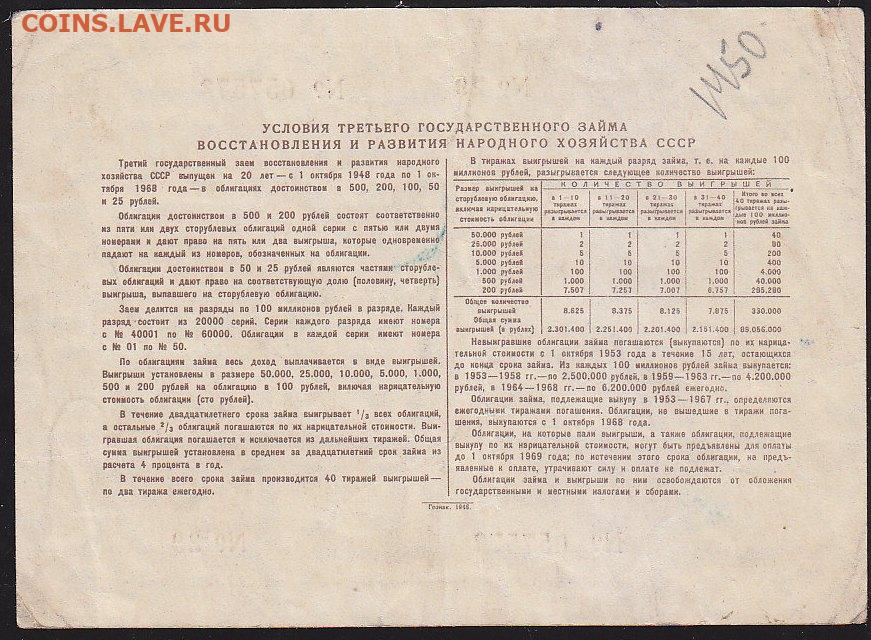 COINS.LAVE.RU
УСЛОВИЯ ТРЕТЬЕГО ГОСУДАРСТВЕННОГО ЗАЙМА
ВОССТАНОВЛЕНИЯ И РАЗВИТИЯ НАРОДНОГО ХОЗЯЙСТВА СССР
Третий государственный заем восстановления и развития народного
хозяйства СССР выпущен на 20 лет—с 1 октября 1948 года по 1 ок-
тября 1968 года—в облигациях достоинством в 500, 200, 100, 50
и 25 рублей.
Облигации достоинством в 500 и 200 рублей состоят соответственно
из пяти или двух сторублевых облигаций одной серии с пятью или двумя
номерами и дают право на пять или два выигрыша, которые одновременно
падают на каждый из номеров, обозначенных на облигации.
Облигации достоинством в 50 и 25 рублей являются частями сторубле-
вых облигаций и дают право на соответствующую долю (половину, четверть)
выигрыша, выпавшего на сторублевую облигацию.
Заем делится на разряды по 100 миллионов рублей в разряде. Каждый
разряд состоит из 20000 серий. Серии каждого разряда имеют номера
с № 40001 по № 60000. Облигации в каждой серии имеют номера
с № 01 по № 50.
По облигациям займа весь доход выплачивается в виде выигрышей.
Выигрыши установлены в размере 50.000, 25.000, 10.000, 5.000, 1.000,
500 и 200 рублей на облигацию в 100 рублей, включая нарицательную
стоимость облигации (сто рублей).
В течение двадцатилетнего срока займа выигрывает 1/3 всех облигаций,
а остальные 2/3 облигаций погашаются по их нарицательной стоимости. Выи-
гравшая облигация погашается и исключается из дальнейших тиражей. Общая
сумма выигрышей установлена в среднем за двадцатилетний срок займа из
расчета 4 процента в год.
В течение всего срока займа производится 40 тиражей выигрышей—
по два тиража ежегодно.
В тиражах выигрышей на каждый разряд займа, т. е. на каждые 100
миллионов рублей, разыгрывается следующее количество выигрышей:
Размер выигрышей на сторублевую облигацию, включая нарицательную стоимость облигации
КОЛИЧЕСТВО ВЫИГРЫШЕЙ
в 1—10 тиражах разыгрывается в каждом
в 11—20 тиражах разыгрывается в каждом
в 21—30 тиражах разыгрывается в каждом
в 31—40 тиражах разыгрывается в каждом
Итого во всех 40 тиражах разыгрывается на каждые 100 миллионов рублей займа
50.000 рублей 1 1 1 1 40
25.000 рублей 2 2 2 2 80
10.000 рублей 5 5 5 5 200
5.000 рублей 10 10 10 10 400
1.000 рублей 100 100 100 100 4.000
500 рублей 1.000 1.000 1.000 1.000 40.000
200 рублей 7.507 7.257 7.007 6.757 285.280
Общее количество
выигрышей 8.625 8.375 8.125 7.875 330.000
Общая сумма
выигрышей (в рублях) 2.301.400 2.251.400 2.201.400 2.151.400 89.056.000
Невыигравшие облигации займа погашаются (выкупаются) по их нарица-
тельной стоимости с 1 октября 1953 года в течение 15 лет, остающихся
до конца срока займа. Из каждых 100 миллионов рублей займа выкупается:
в 1953—1958 гг.—по 2.500.000 рублей, в 1959—1963 гг.—по 4.200.000
рублей, в 1964—1968 гг.—по 6.200.000 рублей ежегодно.
Облигации займа, подлежащие выкупу в 1953—1967 гг., определяются
ежегодными тиражами погашения. Облигации, не вышедшие в тиражи пога-
шения, выкупаются с 1 октября 1968 года.
Облигации, на которые пали выигрыши, а также облигации, подлежащие
выкупу по их нарицательной стоимости, могут быть предъявлены для оплаты
до 1 октября 1969 года; по истечении этого срока облигации, не предъ-
явленные к оплате, утрачивают силу и оплате не подлежат.
Облигации займа и выигрыши по ним освобождаются от обложения
государственными и местными налогами и сборами.
Гознак. 1948.